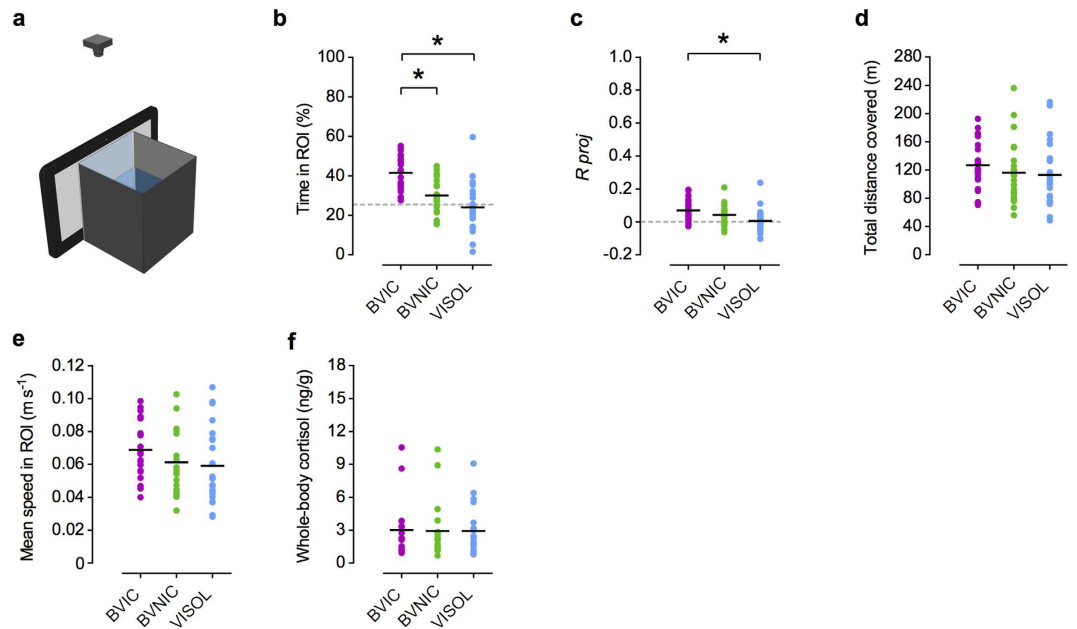 a
b
Time in ROI (%)
100
80
60
40
20
0
*
*
BVIC
BVNIC
VISOL
c
R proj
1.0
0.8
0.6
0.4
0.2
0
-0.2
*
BVIC
BVNIC
VISOL
d
Total distance covered (m)
280
240
200
160
120
80
40
0
BVIC
BVNIC
VISOL
e
Mean speed in ROI (m s⁻¹)
0.12
0.10
0.08
0.06
0.04
0.02
0
BVIC
BVNIC
VISOL
f
Whole-body cortisol (ng/g)
18
15
12
9
6
3
0
BVIC
BVNIC
VISOL